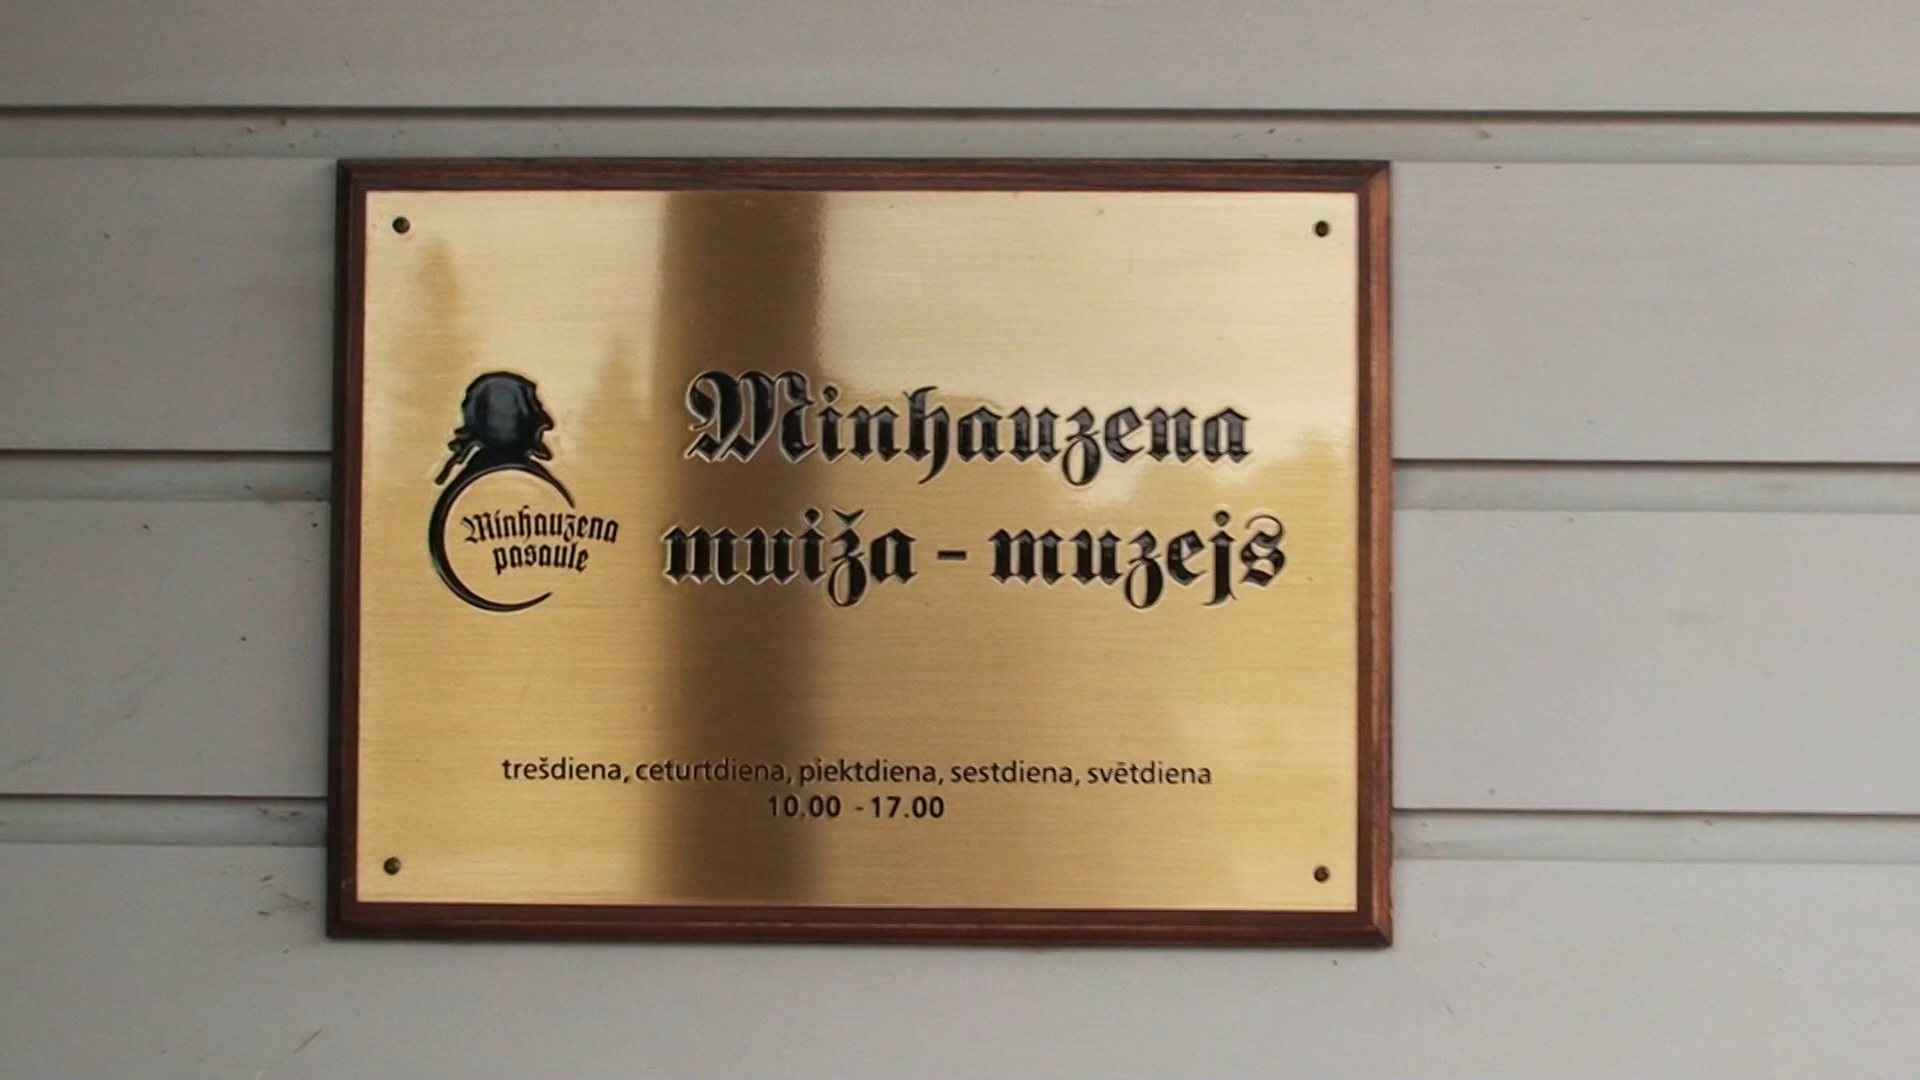 Minhauzena
pasaule
Minhauzena
muiža - muzejs
trešdiena, ceturtdiena, piektdiena, sestdiena, svētdiena
10.00 - 17.00